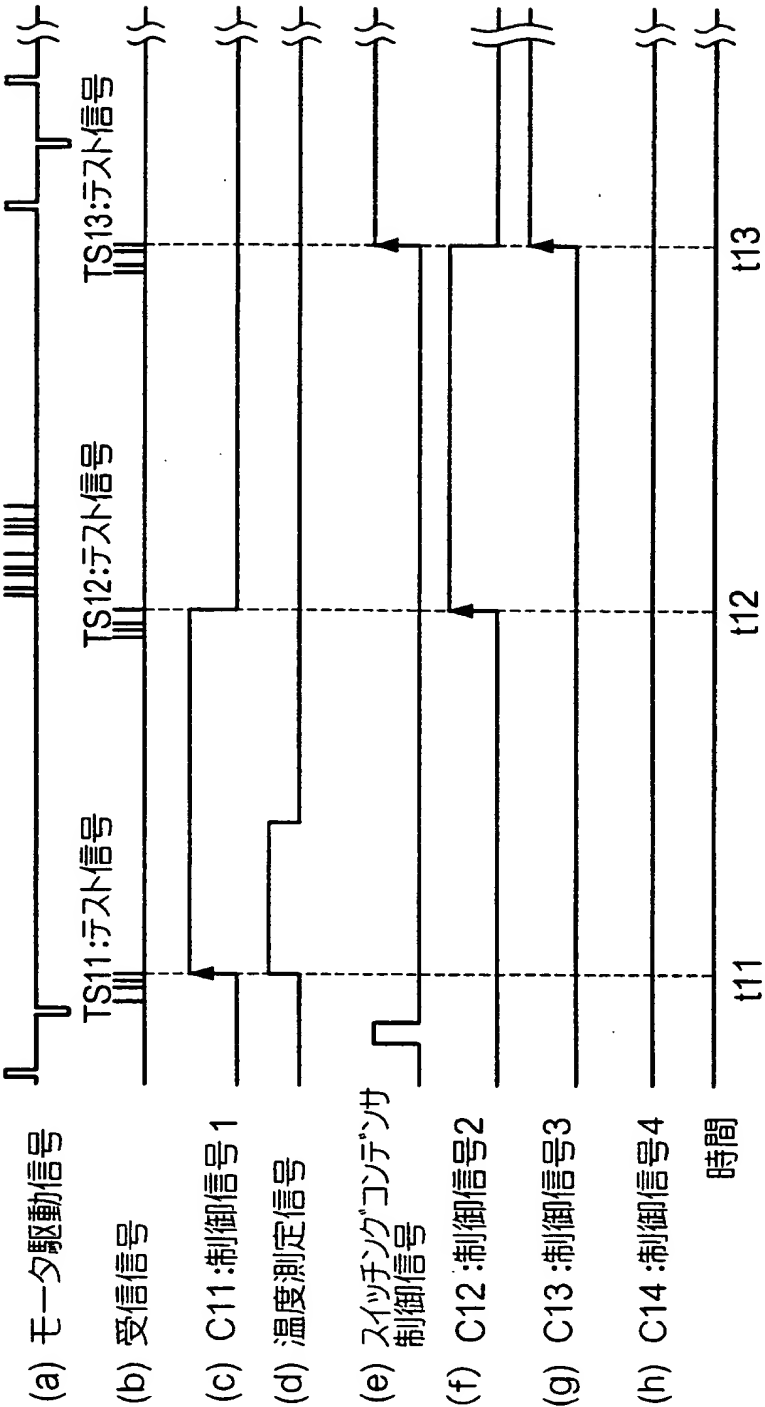 (a) モータ駆動信号
(b) 受信信号
TS11:テスト信号
TS12:テスト信号
TS13:テスト信号
(c) C11:制御信号1
(d) 温度測定信号
(e) スイッチングコンデンサ
制御信号
(f) C12:制御信号2
(g) C13:制御信号3
(h) C14:制御信号4
時間
t11
t12
t13